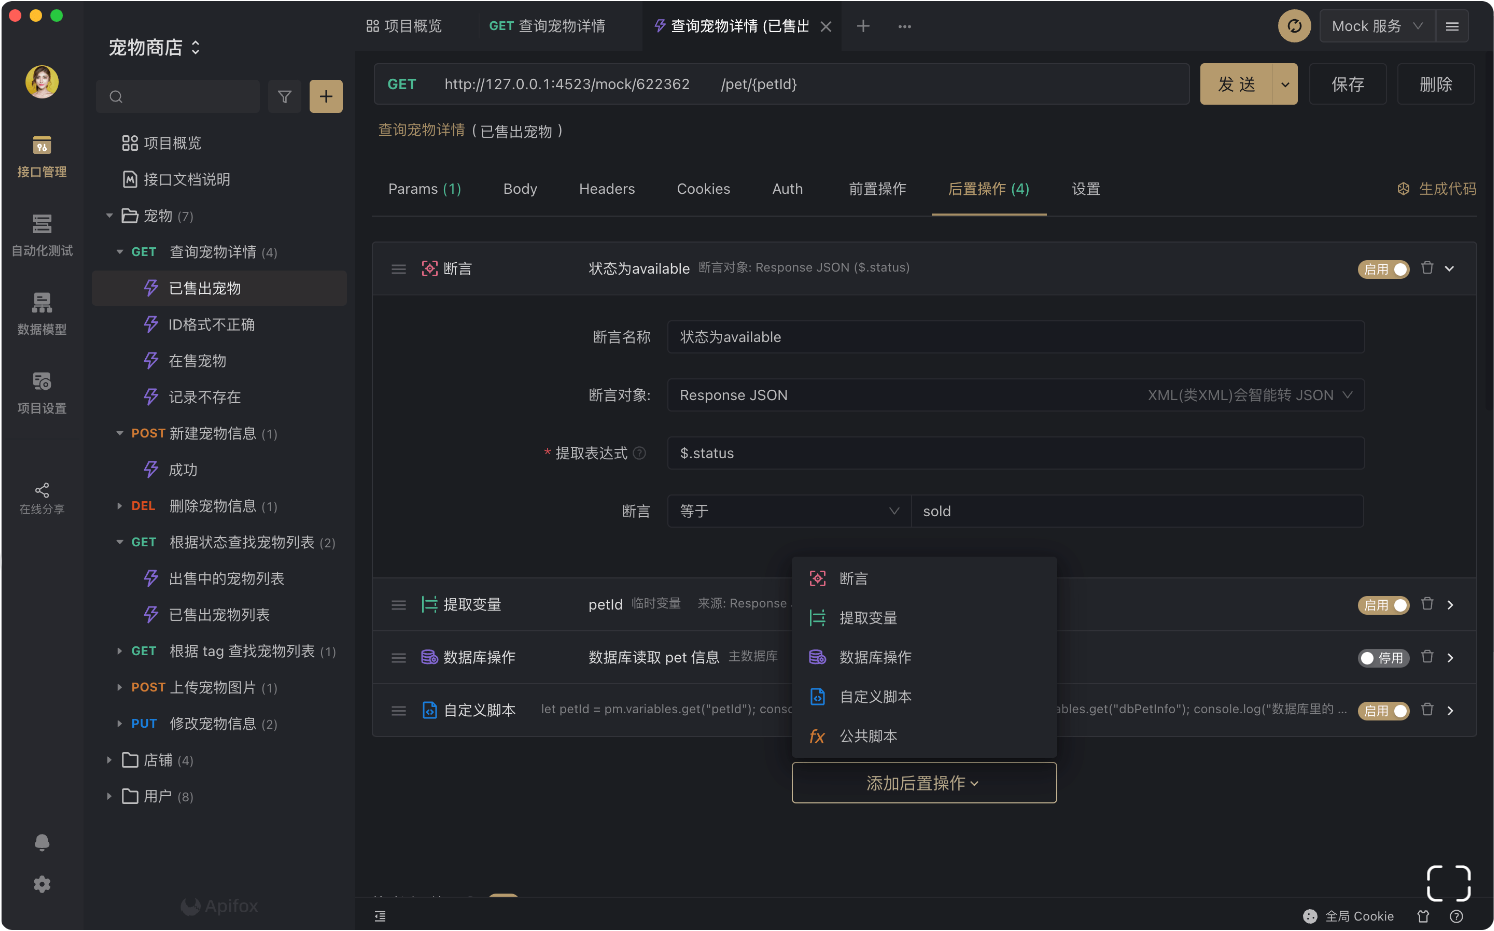 宠物商店
项目概览
GET 查询宠物详情
查询宠物详情 (已售出
Mock 服务
接口管理
自动化测试
数据模型
项目设置
在线分享
项目概览
接口文档说明
宠物 (7)
GET 查询宠物详情 (4)
已售出宠物
ID格式不正确
在售宠物
记录不存在
POST 新建宠物信息 (1)
成功
DEL 删除宠物信息 (1)
GET 根据状态查找宠物列表 (2)
出售中的宠物列表
已售出宠物列表
GET 根据 tag 查找宠物列表 (1)
POST 上传宠物图片 (1)
PUT 修改宠物信息 (2)
店铺 (4)
用户 (8)
Apifox
GET http://127.0.0.1:4523/mock/622362 /pet/{petId}
发 送
保存
删除
查询宠物详情 ( 已售出宠物 )
Params (1) Body Headers Cookies Auth 前置操作 后置操作 (4) 设置
生成代码
断言 状态为available 断言对象: Response JSON ($.status) 启用
断言名称 状态为available
断言对象: Response JSON XML(类XML)会智能转 JSON
* 提取表达式 $.status
断言 等于 sold
提取变量 petId 临时变量 来源: Response 启用
数据库操作 数据库读取 pet 信息 主数据库 停用
自定义脚本 let petId = pm.variables.get("petId"); consc ables.get("dbPetInfo"); console.log("数据库里的 ... 启用
断言
提取变量
数据库操作
自定义脚本
fx 公共脚本
添加后置操作
全局 Cookie